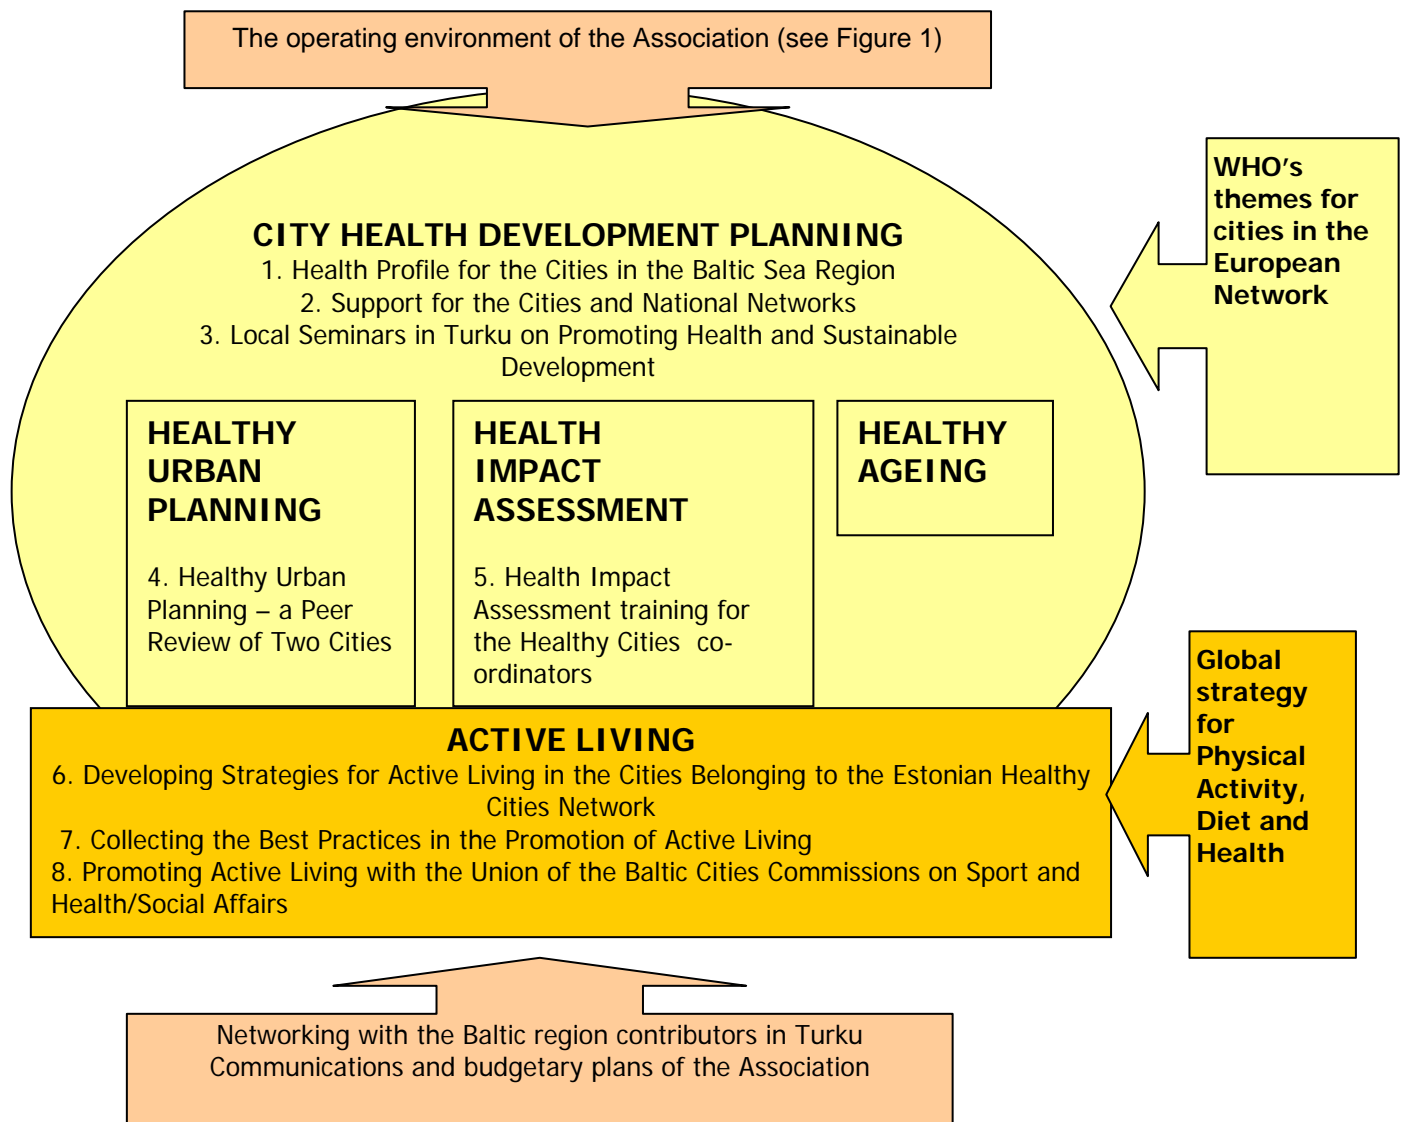 The operating environment of the Association (see Figure 1)
WHO's
themes for
cities in the
European
Network
CITY HEALTH DEVELOPMENT PLANNING
1. Health Profile for the Cities in the Baltic Sea Region
2. Support for the Cities and National Networks
3. Local Seminars in Turku on Promoting Health and Sustainable
Development
HEALTHY
URBAN
PLANNING
4. Healthy Urban
Planning – a Peer
Review of Two Cities
HEALTH
IMPACT
ASSESSMENT
5. Health Impact
Assessment training for
the Healthy Cities co-
ordinators
HEALTHY
AGEING
ACTIVE LIVING
6. Developing Strategies for Active Living in the Cities Belonging to the Estonian Healthy
Cities Network
7. Collecting the Best Practices in the Promotion of Active Living
8. Promoting Active Living with the Union of the Baltic Cities Commissions on Sport and
Health/Social Affairs
Global
strategy
for
Physical
Activity,
Diet and
Health
Networking with the Baltic region contributors in Turku
Communications and budgetary plans of the Association